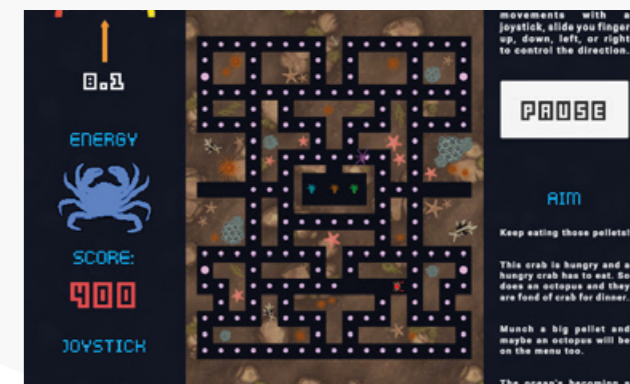 8.1
ENERGY
SCORE:
400
JOYSTICK
movements with a
joystick, slide you finger
up, down, left, or right
to control the direction.
PAUSE
AIM
Keep eating those pellets!
This crab is hungry and a
hungry crab has to eat. So
does an octopus and they
are fond of crab for dinner.
Munch a big pellet and
maybe an octopus will be
on the menu too.
The ocean's becoming